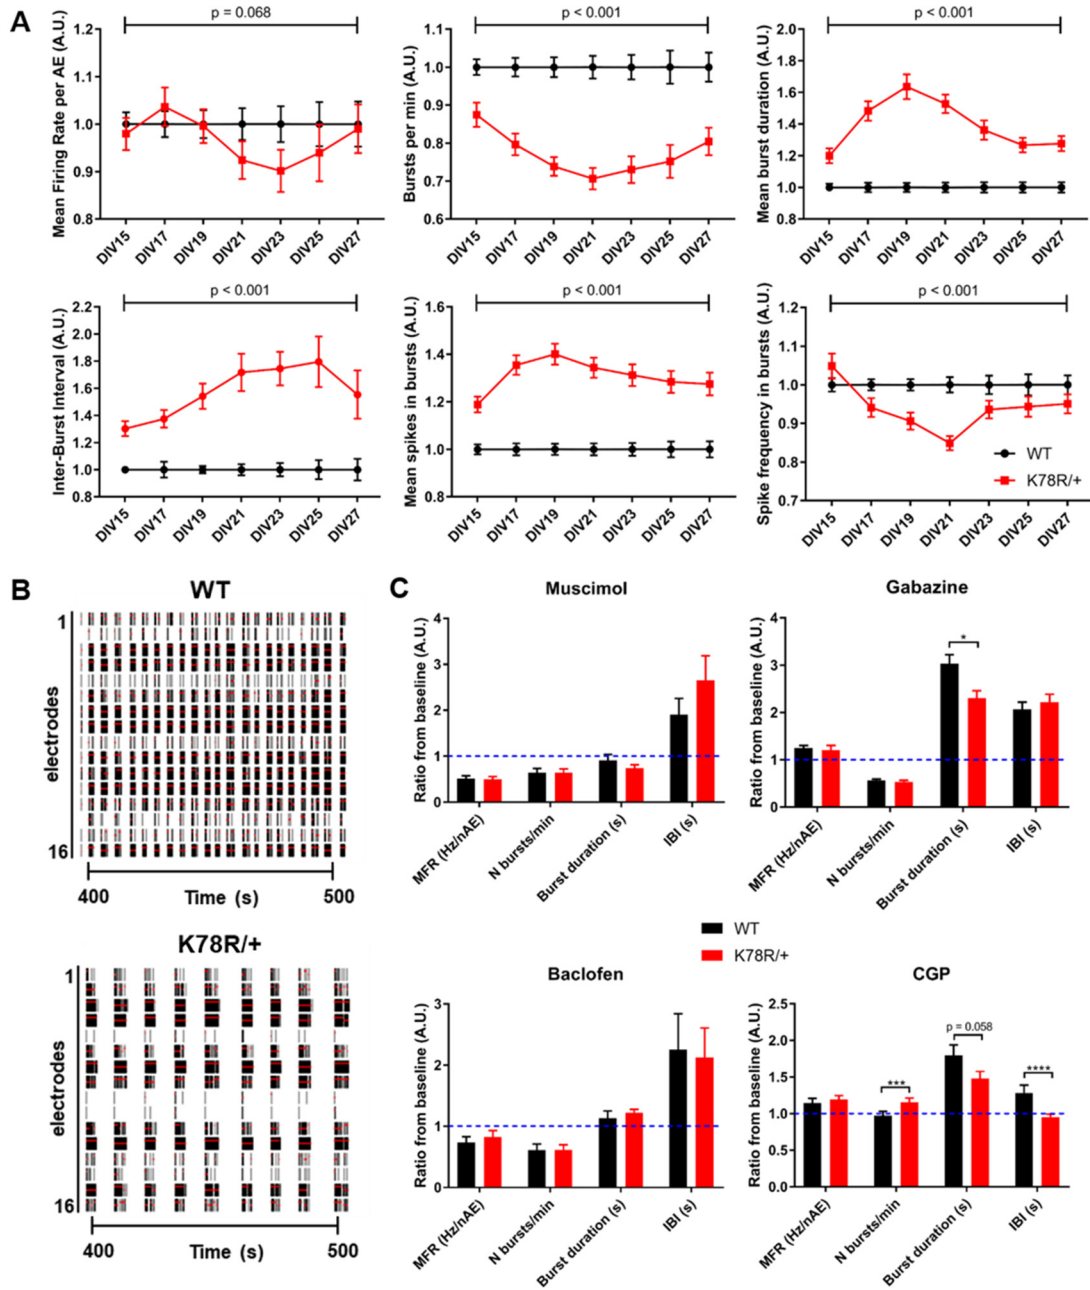 A
p = 0.068
Mean Firing Rate per AE (A.U.)
1.2
1.1
1.0
0.9
0.8
DIV15
DIV17
DIV19
DIV21
DIV23
DIV25
DIV27
p < 0.001
Bursts per min (A.U.)
1.1
1.0
0.9
0.8
0.7
0.6
DIV15
DIV17
DIV19
DIV21
DIV23
DIV25
DIV27
p < 0.001
Mean burst duration (A.U.)
2.0
1.8
1.6
1.4
1.2
1.0
0.8
DIV15
DIV17
DIV19
DIV21
DIV23
DIV25
DIV27
p < 0.001
Inter-Burst Interval (A.U.)
2.2
2.0
1.8
1.6
1.4
1.2
1.0
0.8
DIV15
DIV17
DIV19
DIV21
DIV23
DIV25
DIV27
p < 0.001
Mean spikes in bursts (A.U.)
1.6
1.4
1.2
1.0
0.8
DIV15
DIV17
DIV19
DIV21
DIV23
DIV25
DIV27
p < 0.001
Spike frequency in bursts (A.U.)
1.2
1.1
1.0
0.9
0.8
0.7
WT
K78R/+
DIV15
DIV17
DIV19
DIV21
DIV23
DIV25
DIV27
B
WT
1
electrodes
16
400
Time (s)
500
K78R/+
1
electrodes
16
400
Time (s)
500
C
Muscimol
Ratio from baseline (A.U.)
4
3
2
1
0
MFR (Hz/nAE)
N bursts/min
Burst duration (s)
IBI (s)
Gabazine
Ratio from baseline (A.U.)
4
3
2
1
0
*
MFR (Hz/nAE)
N bursts/min
Burst duration (s)
IBI (s)
WT
K78R/+
Baclofen
Ratio from baseline (A.U.)
3
2
1
0
MFR (Hz/nAE)
N bursts/min
Burst duration (s)
IBI (s)
CGP
Ratio from baseline (A.U.)
2.5
2.0
1.5
1.0
0.5
0.0
***
p = 0.058
****
MFR (Hz/nAE)
N bursts/min
Burst duration (s)
IBI (s)